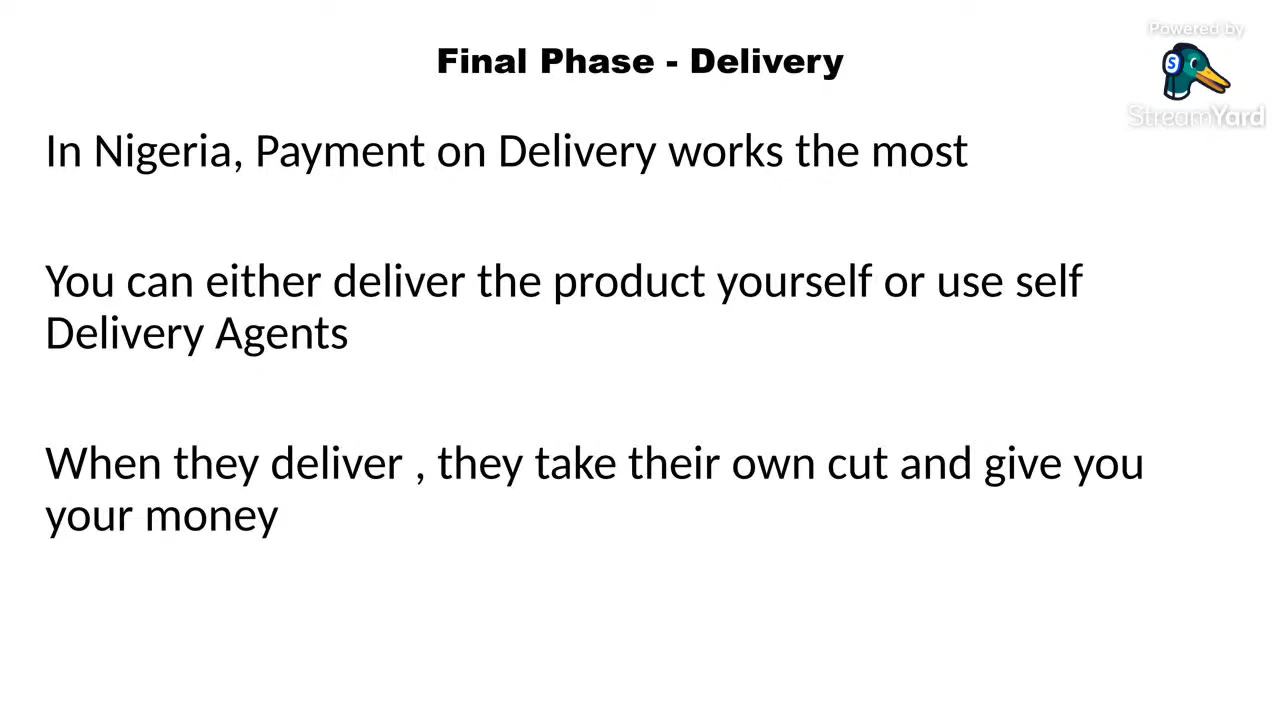 Powered by
Final Phase - Delivery
StreamYard
In Nigeria, Payment on Delivery works the most
You can either deliver the product yourself or use self
Delivery Agents
When they deliver , they take their own cut and give you
your money